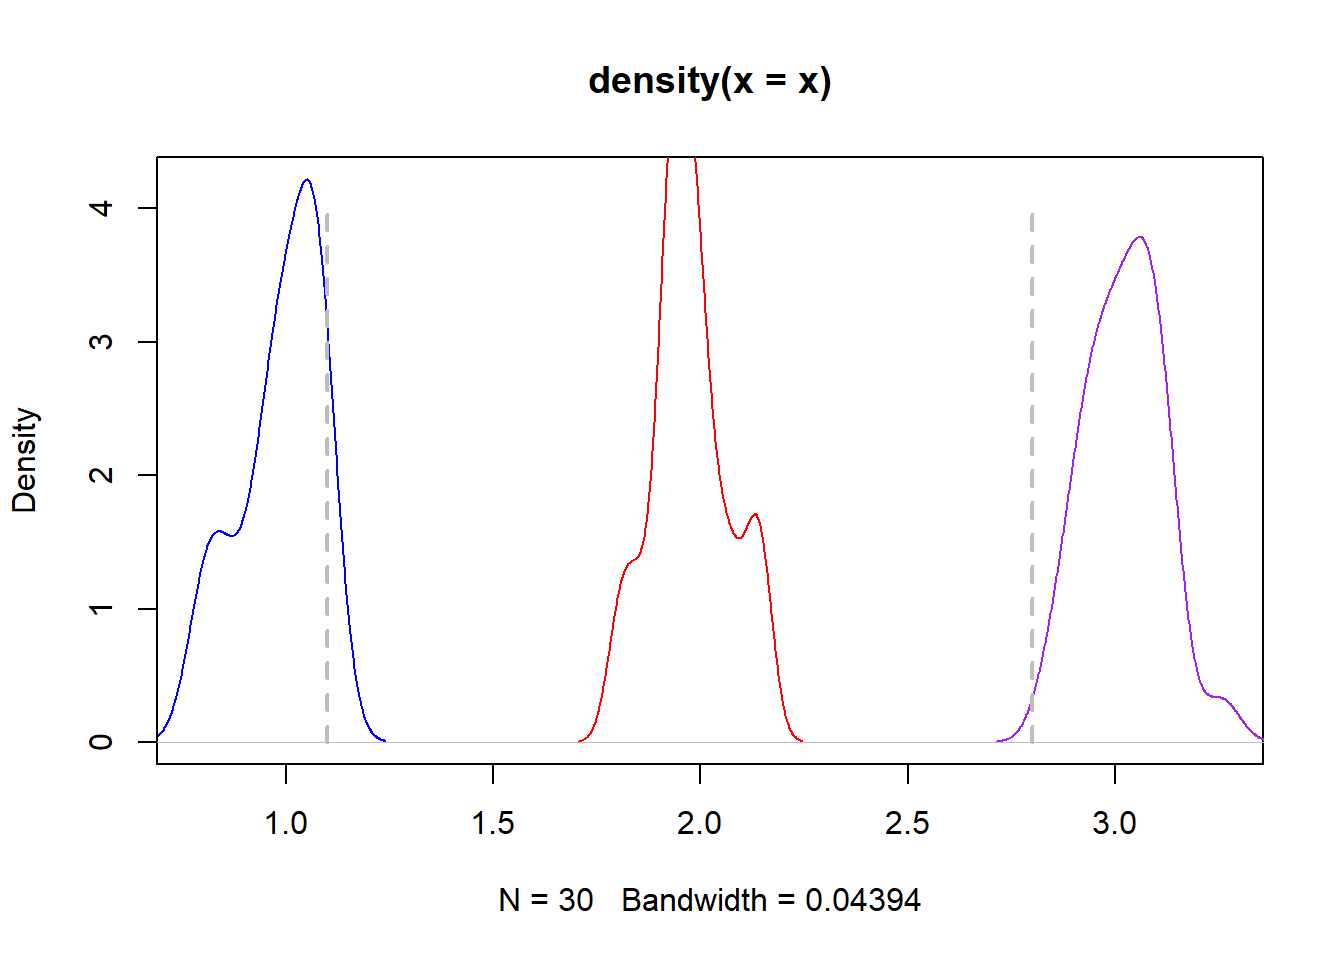 density(x = x)
Density
4
3
2
1
0
1.0 1.5 2.0 2.5 3.0
N = 30 Bandwidth = 0.04394